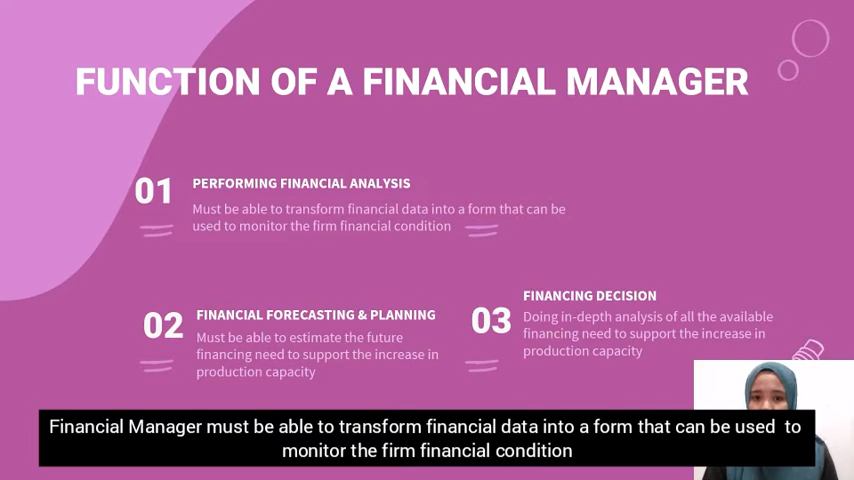 FUNCTION OF A FINANCIAL MANAGER
01
PERFORMING FINANCIAL ANALYSIS
Must be able to transform financial data into a form that can be
used to monitor the firm financial condition
02
FINANCIAL FORECASTING & PLANNING
Must be able to estimate the future
financing need to support the increase in
production capacity
03
FINANCING DECISION
Doing in-depth analysis of all the available
financing need to support the increase in
production capacity
Financial Manager must be able to transform financial data into a form that can be used to
monitor the firm financial condition